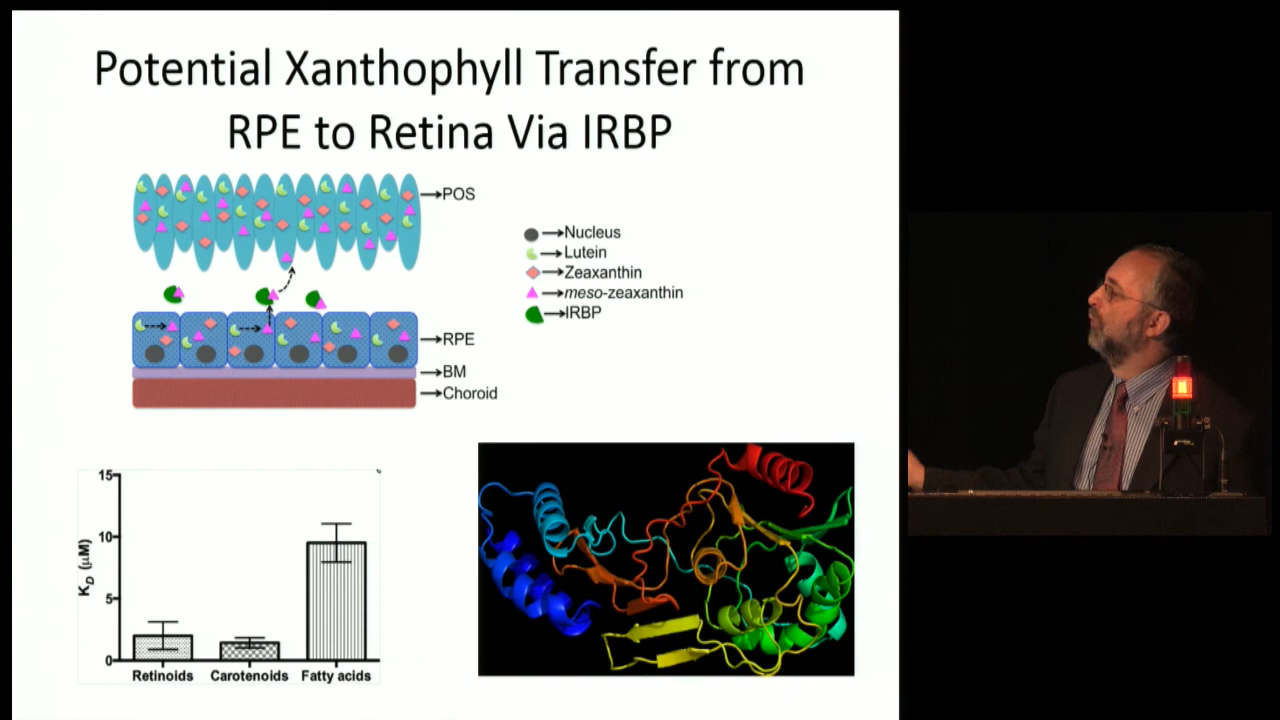 Potential Xanthophyll Transfer from
RPE to Retina Via IRBP
POS
Nucleus
Lutein
Zeaxanthin
meso-zeaxanthin
IRBP
RPE
BM
Choroid
15
10
5
0
K_D (μM)
Retinoids Carotenoids Fatty acids